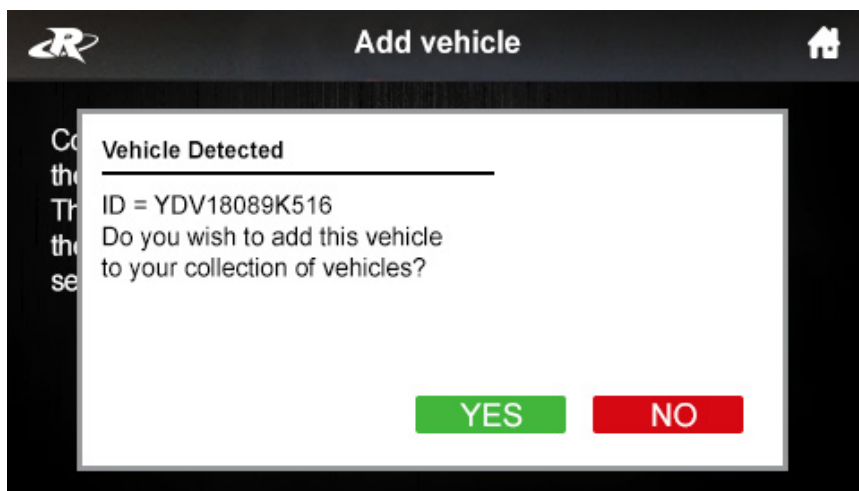 Add vehicle
Vehicle Detected
ID = YDV18089K516
Do you wish to add this vehicle
to your collection of vehicles?
YES
NO